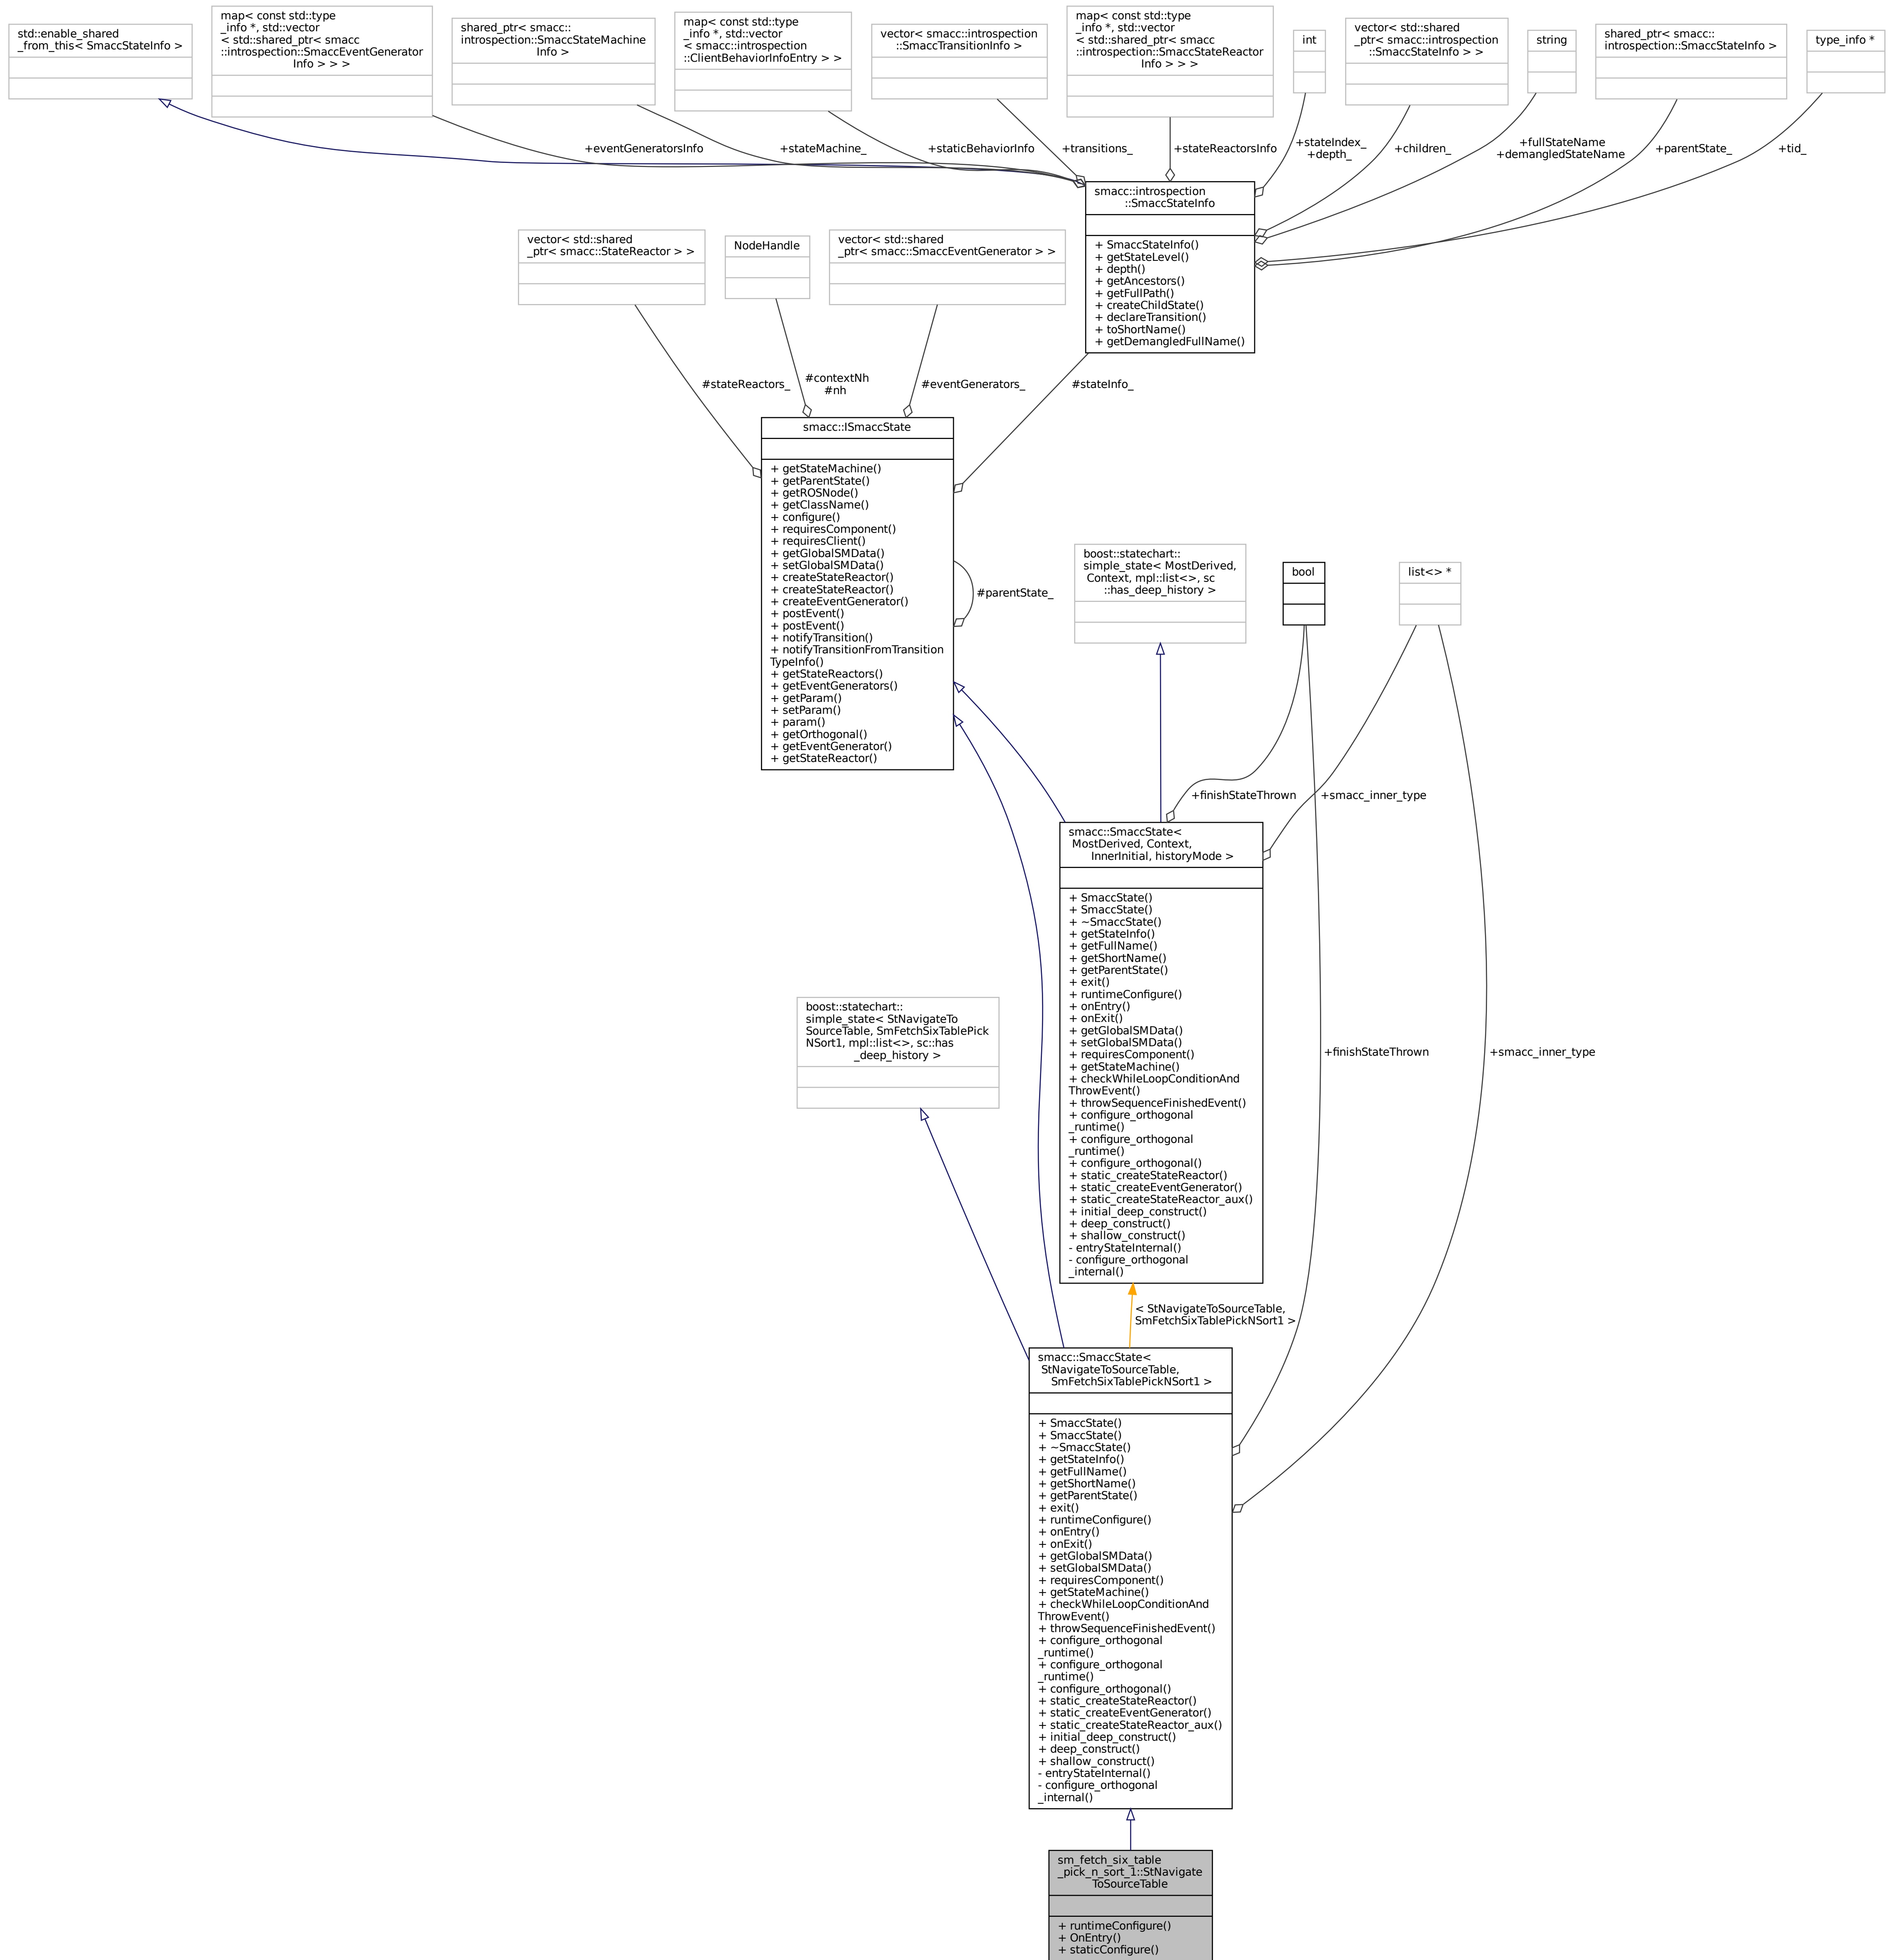 std::enable_shared
_from_this< SmaccStateInfo >
map< const std::type
_info *, std::vector
< std::shared_ptr< smacc
::introspection::SmaccEventGenerator
Info > > >
shared_ptr< smacc::
introspection::SmaccStateMachine
Info >
map< const std::type
_info *, std::vector
< smacc::introspection
::ClientBehaviorInfoEntry > >
vector< smacc::introspection
::SmaccTransitionInfo >
map< const std::type
_info *, std::vector
< std::shared_ptr< smacc
::introspection::SmaccStateReactor
Info > > >
int
vector< std::shared
_ptr< smacc::introspection
::SmaccStateInfo > >
string
shared_ptr< smacc::
introspection::SmaccStateInfo >
type_info *
+eventGeneratorsInfo
+stateMachine_
+staticBehaviorInfo
+transitions_
+stateReactorsInfo
+stateIndex_
+depth_
+children_
+fullStateName
+demangledStateName
+parentState_
+tid_
smacc::introspection
::SmaccStateInfo
+ SmaccStateInfo()
+ getStateLevel()
+ depth()
+ getAncestors()
+ getFullPath()
+ createChildState()
+ declareTransition()
+ toShortName()
+ getDemangledFullName()
vector< std::shared
_ptr< smacc::StateReactor > >
NodeHandle
vector< std::shared
_ptr< smacc::SmaccEventGenerator > >
#stateReactors_
#contextNh
#nh
#eventGenerators_
#stateInfo_
smacc::ISmaccState
+ getStateMachine()
+ getParentState()
+ getROSNode()
+ getClassName()
+ configure()
+ requiresComponent()
+ requiresClient()
+ getGlobalSMData()
+ setGlobalSMData()
+ createStateReactor()
+ createStateReactor()
+ createEventGenerator()
+ postEvent()
+ postEvent()
+ notifyTransition()
+ notifyTransitionFromTransition
TypeInfo()
+ getStateReactors()
+ getEventGenerators()
+ getParam()
+ setParam()
+ param()
+ getOrthogonal()
+ getEventGenerator()
+ getStateReactor()
#parentState_
boost::statechart::
simple_state< MostDerived,
Context, mpl::list<>, sc
::has_deep_history >
bool
list<> *
+finishStateThrown
+smacc_inner_type
smacc::SmaccState<
MostDerived, Context,
InnerInitial, historyMode >
+ SmaccState()
+ SmaccState()
+ ~SmaccState()
+ getStateInfo()
+ getFullName()
+ getShortName()
+ getParentState()
+ exit()
+ runtimeConfigure()
+ onEntry()
+ onExit()
+ getGlobalSMData()
+ setGlobalSMData()
+ requiresComponent()
+ getStateMachine()
+ checkWhileLoopConditionAnd
ThrowEvent()
+ throwSequenceFinishedEvent()
+ configure_orthogonal
_runtime()
+ configure_orthogonal
_runtime()
+ configure_orthogonal()
+ static_createStateReactor()
+ static_createEventGenerator()
+ static_createStateReactor_aux()
+ initial_deep_construct()
+ deep_construct()
+ shallow_construct()
- entryStateInternal()
- configure_orthogonal
_internal()
boost::statechart::
simple_state< StNavigateTo
SourceTable, SmFetchSixTablePick
NSort1, mpl::list<>, sc::has
_deep_history >
+finishStateThrown
+smacc_inner_type
< StNavigateToSourceTable,
SmFetchSixTablePickNSort1 >
smacc::SmaccState<
StNavigateToSourceTable,
SmFetchSixTablePickNSort1 >
+ SmaccState()
+ SmaccState()
+ ~SmaccState()
+ getStateInfo()
+ getFullName()
+ getShortName()
+ getParentState()
+ exit()
+ runtimeConfigure()
+ onEntry()
+ onExit()
+ getGlobalSMData()
+ setGlobalSMData()
+ requiresComponent()
+ getStateMachine()
+ checkWhileLoopConditionAnd
ThrowEvent()
+ throwSequenceFinishedEvent()
+ configure_orthogonal
_runtime()
+ configure_orthogonal
_runtime()
+ configure_orthogonal()
+ static_createStateReactor()
+ static_createEventGenerator()
+ static_createStateReactor_aux()
+ initial_deep_construct()
+ deep_construct()
+ shallow_construct()
- entryStateInternal()
- configure_orthogonal
_internal()
sm_fetch_six_table
_pick_n_sort_1::StNavigate
ToSourceTable
+ runtimeConfigure()
+ OnEntry()
+ staticConfigure()